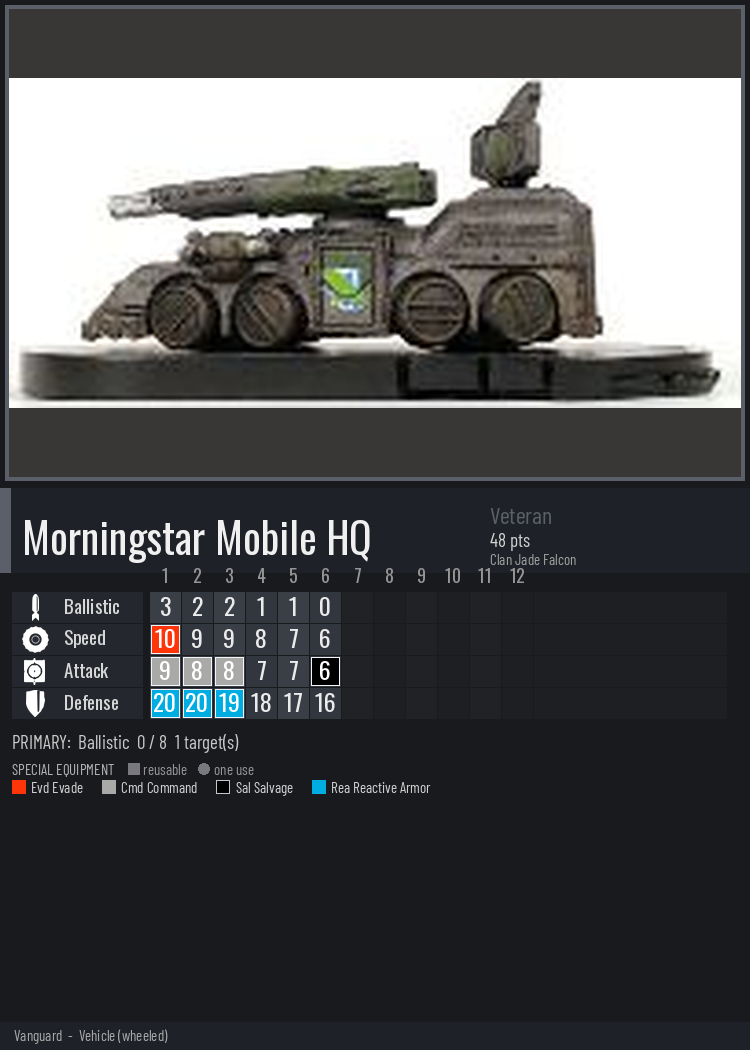 Morningstar Mobile HQ
Veteran
48 pts
Clan Jade Falcon
1 2 3 4 5 6 7 8 9 10 11 12
Ballistic 3 2 2 1 1 0
Speed 10 9 9 8 7 6
Attack 9 8 8 7 7 6
Defense 20 20 19 18 17 16
PRIMARY: Ballistic 0 / 8 1 target(s)
SPECIAL EQUIPMENT reusable one use
Evd Evade Cmd Command Sal Salvage Rea Reactive Armor
Vanguard - Vehicle (wheeled)